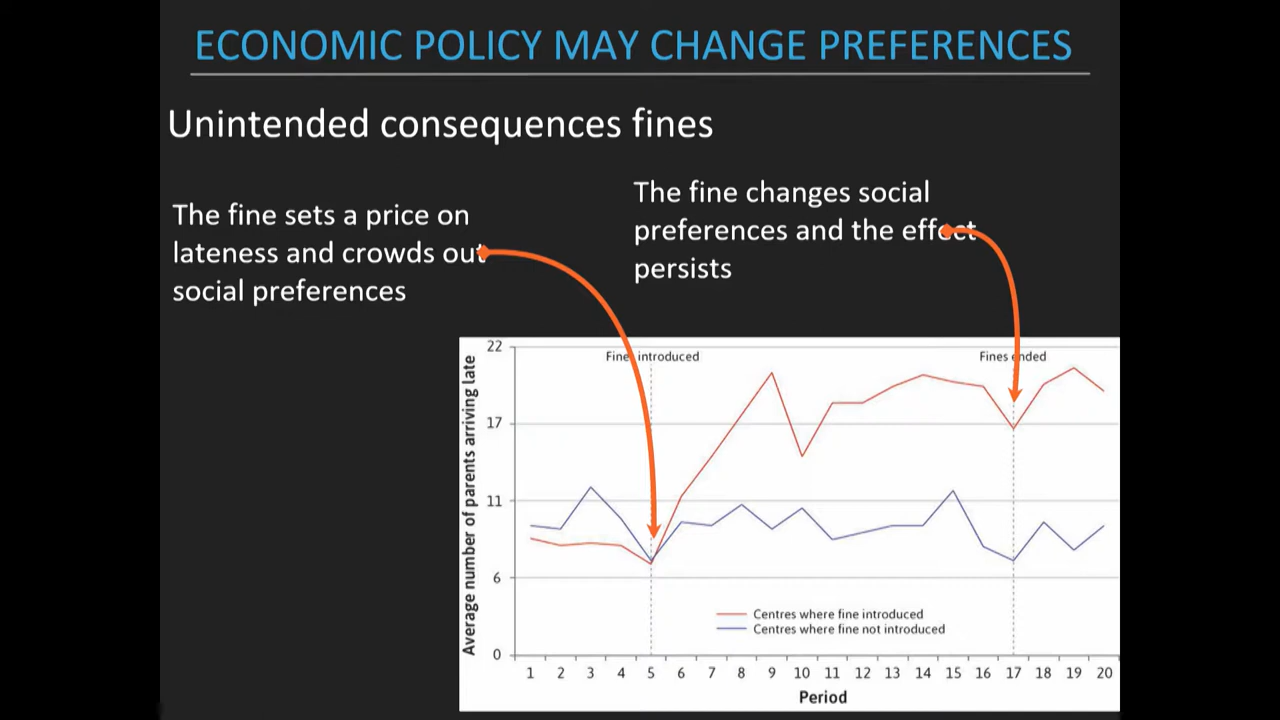 ECONOMIC POLICY MAY CHANGE PREFERENCES
Unintended consequences fines
The fine sets a price on
lateness and crowds out
social preferences
The fine changes social
preferences and the effect
persists
Fines introduced
Fines ended
Average number of parents arriving late
22
17
11
6
0
Centres where fine introduced
Centres where fine not introduced
1 2 3 4 5 6 7 8 9 10 11 12 13 14 15 16 17 18 19 20
Period